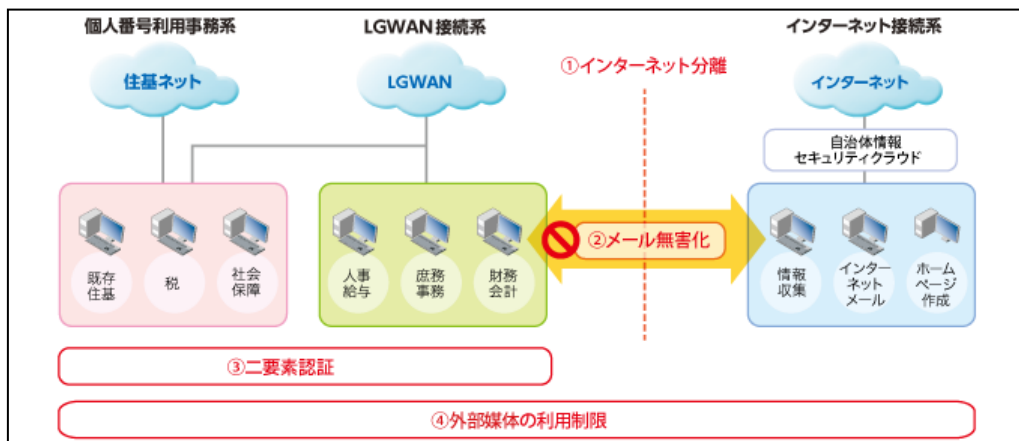 個人番号利用事務系
LGWAN 接続系
インターネット接続系
住基ネット
LGWAN
①インターネット分離
インターネット
自治体情報
セキュリティクラウド
②メール無害化
既存
住基
税
社会
保障
人事
給与
庶務
事務
財務
会計
情報
収集
インター
ネット
メール
ホーム
ページ
作成
③二要素認証
④外部媒体の利用制限